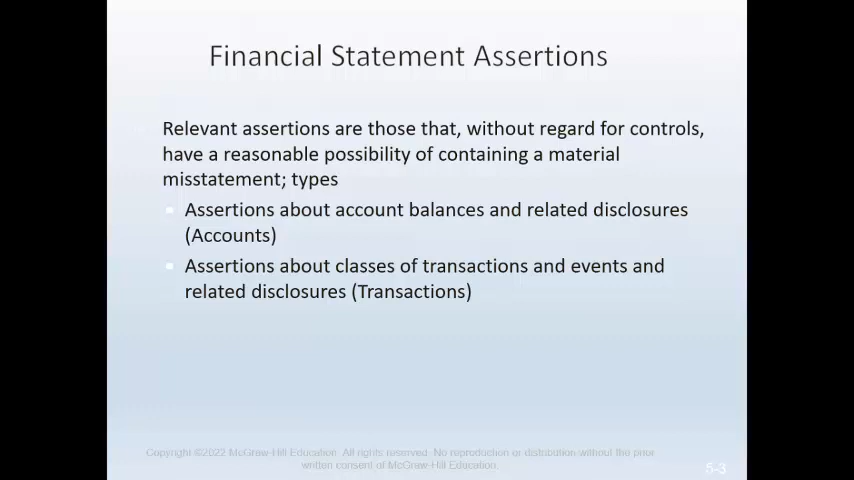 Financial Statement Assertions
Relevant assertions are those that, without regard for controls,
have a reasonable possibility of containing a material
misstatement; types
Assertions about account balances and related disclosures
(Accounts)
Assertions about classes of transactions and events and
related disclosures (Transactions)
Copyright ©2022 McGraw-Hill Education. All rights reserved. No reproduction or distribution without the prior
written consent of McGraw-Hill Education.
5-3